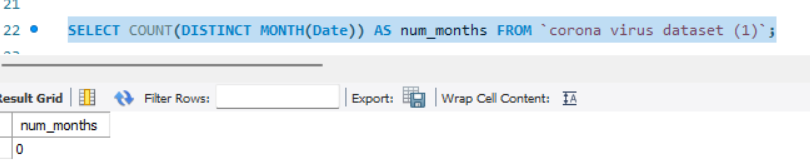 21
22 SELECT COUNT(DISTINCT MONTH(Date)) AS num_months FROM `corona virus dataset (1)`;
Result Grid Filter Rows: Export: Wrap Cell Content: IA
num_months
0